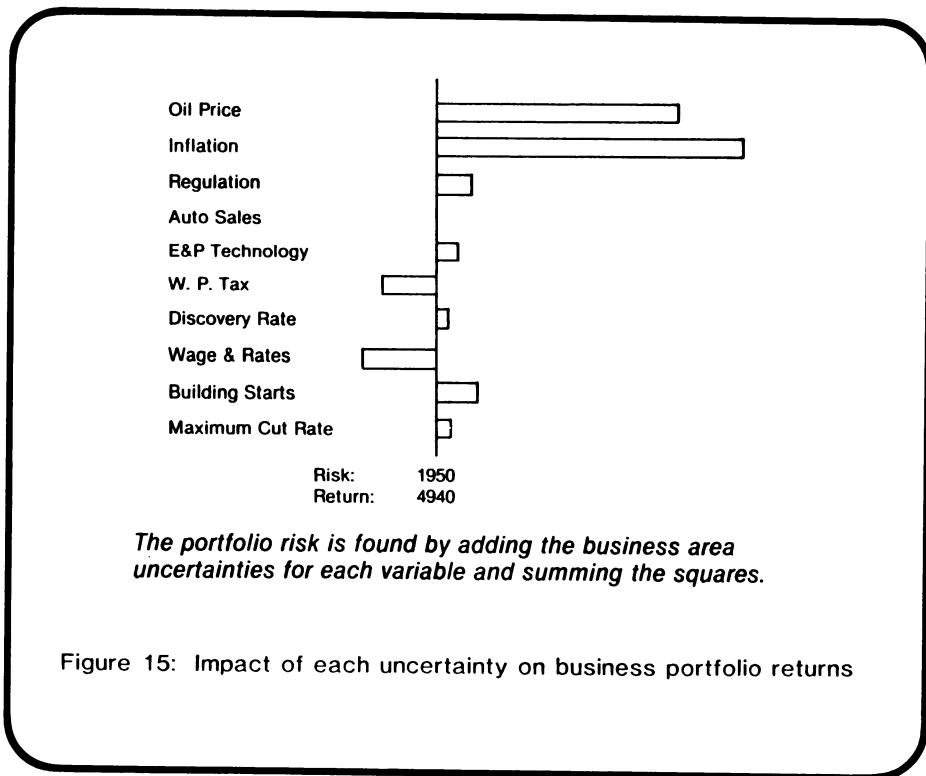 Oil Price
Inflation
Regulation
Auto Sales
E&P Technology
W. P. Tax
Discovery Rate
Wage & Rates
Building Starts
Maximum Cut Rate
Risk: 1950
Return: 4940
The portfolio risk is found by adding the business area
uncertainties for each variable and summing the squares.
Figure 15: Impact of each uncertainty on business portfolio returns